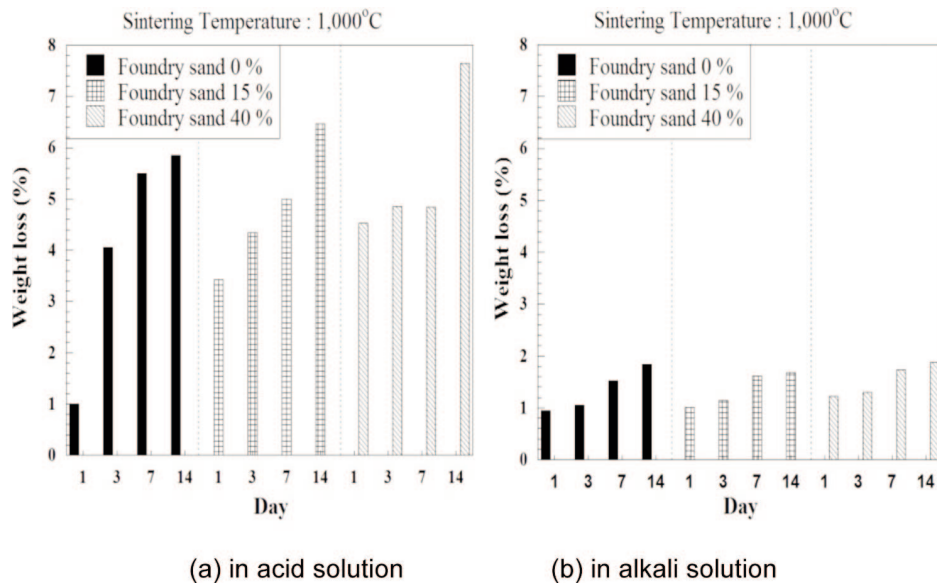 Sintering Temperature : 1,000°C
8
7
6
5
4
3
2
1
0
Weight loss (%)
Foundry sand 0 %
Foundry sand 15 %
Foundry sand 40 %
1 3 7 14 1 3 7 14 1 3 7 14
Day
(a) in acid solution
Sintering Temperature : 1,000°C
8
7
6
5
4
3
2
1
0
Weight loss (%)
Foundry sand 0 %
Foundry sand 15 %
Foundry sand 40 %
1 3 7 14 1 3 7 14 1 3 7 14
Day
(b) in alkali solution